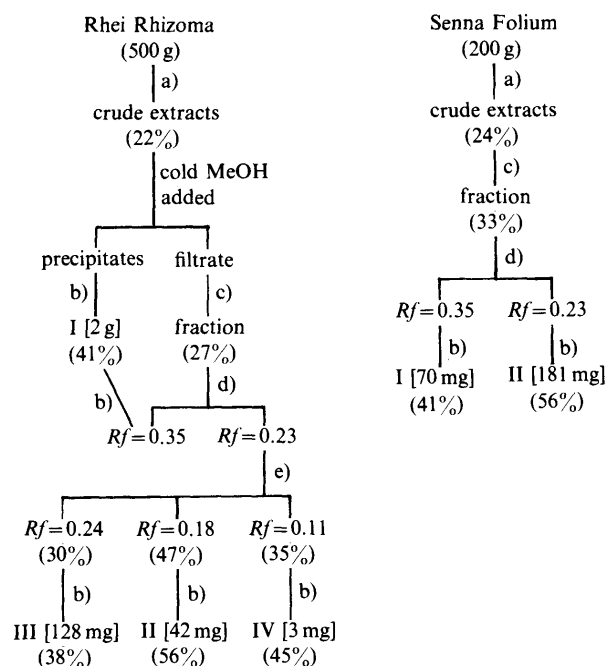 Rhei Rhizoma
(500 g)
a)
crude extracts
(22%)
cold MeOH
added
precipitates
filtrate
b)
c)
I [2 g]
(41%)
fraction
(27%)
b)
d)
Rf=0.35
Rf=0.23
e)
Rf=0.24
(30%)
Rf=0.18
(47%)
Rf=0.11
(35%)
b)
b)
b)
III [128 mg]
(38%)
II [42 mg]
(56%)
IV [3 mg]
(45%)
Senna Folium
(200 g)
a)
crude extracts
(24%)
c)
fraction
(33%)
d)
Rf=0.35
Rf=0.23
b)
b)
I [70 mg]
(41%)
II [181 mg]
(56%)